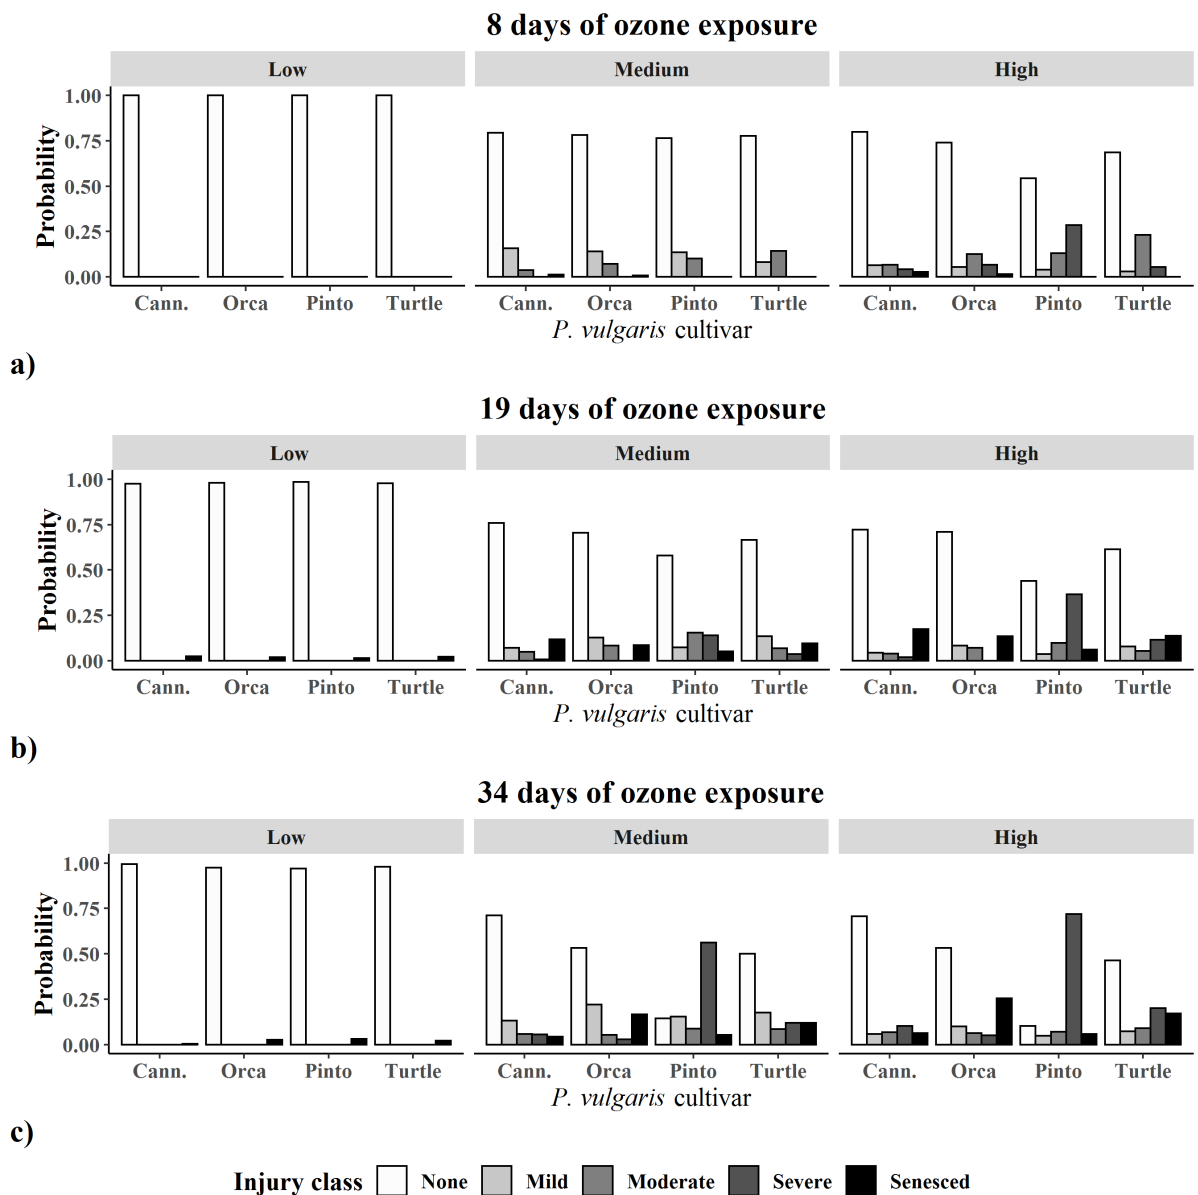 8 days of ozone exposure
Low Medium High
Probability
1.00
0.75
0.50
0.25
0.00
Cann. Orca Pinto Turtle Cann. Orca Pinto Turtle Cann. Orca Pinto Turtle
P. vulgaris cultivar
a)
19 days of ozone exposure
Low Medium High
Probability
1.00
0.75
0.50
0.25
0.00
Cann. Orca Pinto Turtle Cann. Orca Pinto Turtle Cann. Orca Pinto Turtle
P. vulgaris cultivar
b)
34 days of ozone exposure
Low Medium High
Probability
1.00
0.75
0.50
0.25
0.00
Cann. Orca Pinto Turtle Cann. Orca Pinto Turtle Cann. Orca Pinto Turtle
P. vulgaris cultivar
c)
Injury class None Mild Moderate Severe Senesced